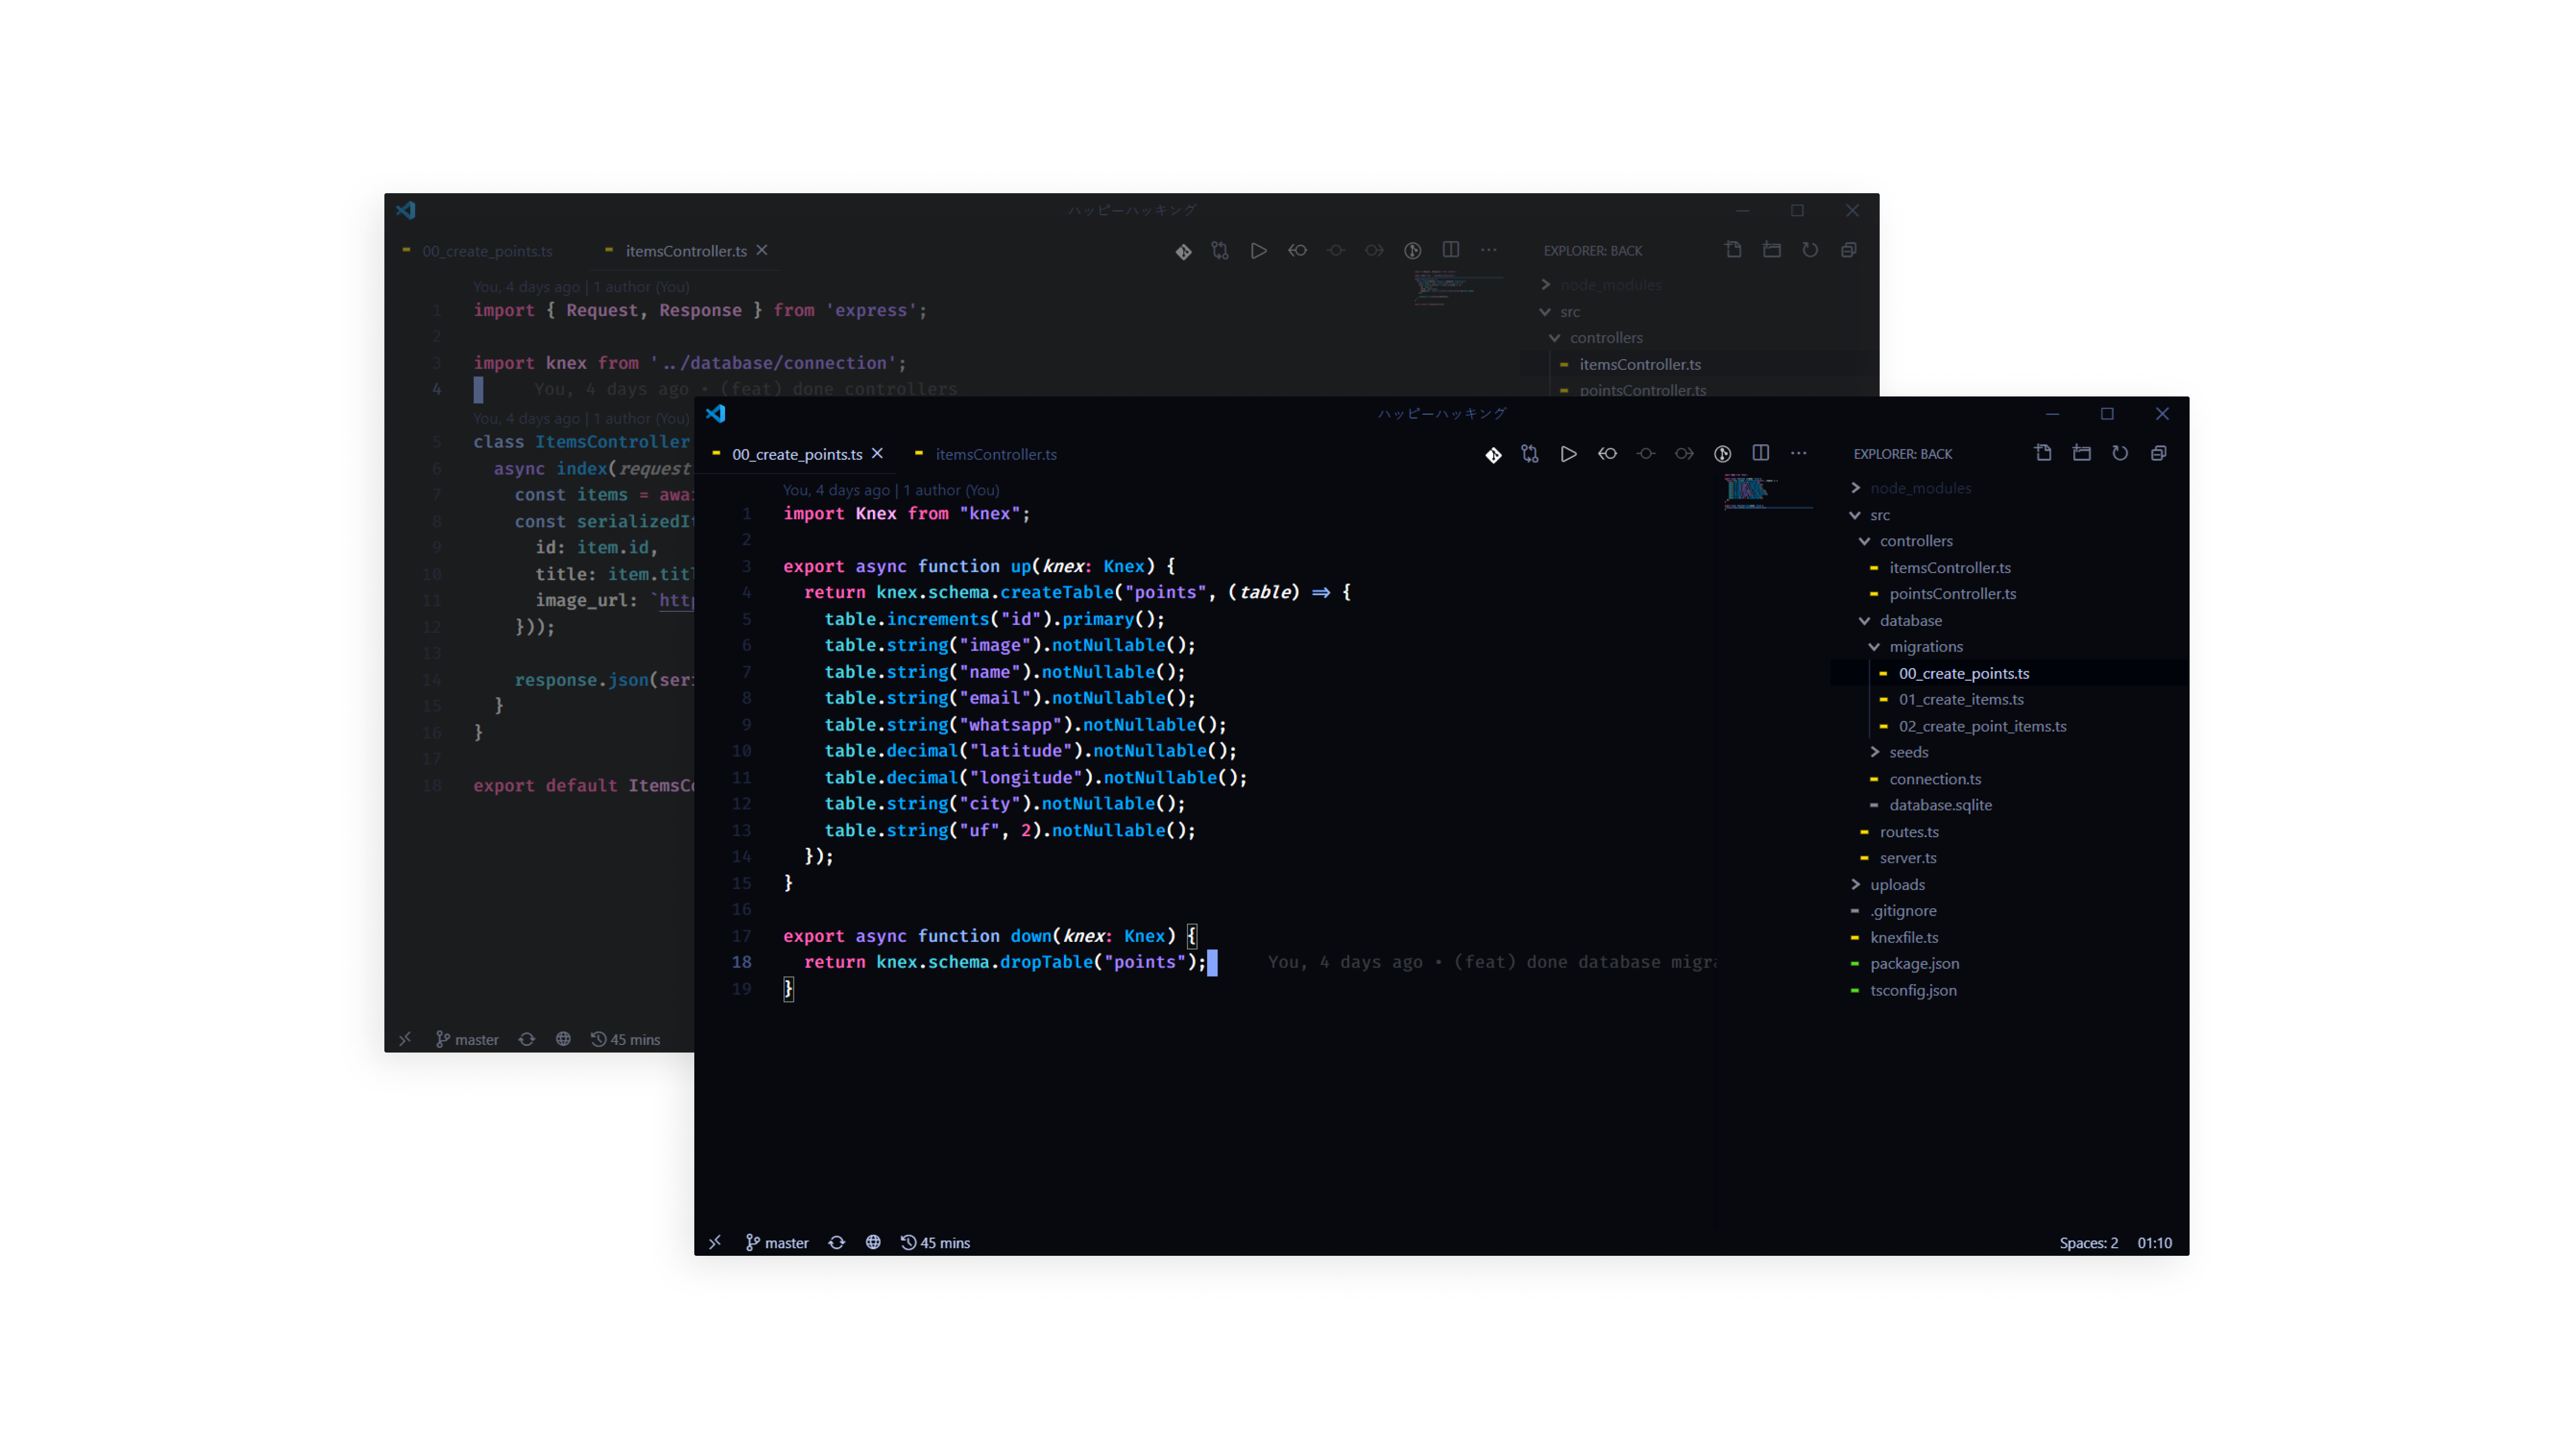 ハッピーハッキング
00_create_points.ts
itemsController.ts
EXPLORER: BACK
You, 4 days ago | 1 author (You)
1 import { Request, Response } from 'express';
2
3 import knex from '../database/connection';
4 You, 4 days ago • (feat) done controllers
You, 4 days ago | 1 author (You)
5 class ItemsController
6 async index(request
7 const items = awai
8 const serializedIt
9 id: item.id,
10 title: item.titl
11 image_url: `http
12 }));
13
14 response.json(seri
15 }
16 }
17
18 export default ItemsCo
node_modules
src
controllers
itemsController.ts
pointsController.ts
master
45 mins
ハッピーハッキング
00_create_points.ts
itemsController.ts
EXPLORER: BACK
You, 4 days ago | 1 author (You)
1 import Knex from "knex";
2
3 export async function up(knex: Knex) {
4 return knex.schema.createTable("points", (table) ⇒ {
5 table.increments("id").primary();
6 table.string("image").notNullable();
7 table.string("name").notNullable();
8 table.string("email").notNullable();
9 table.string("whatsapp").notNullable();
10 table.decimal("latitude").notNullable();
11 table.decimal("longitude").notNullable();
12 table.string("city").notNullable();
13 table.string("uf", 2).notNullable();
14 });
15 }
16
17 export async function down(knex: Knex) {
18 return knex.schema.dropTable("points"); You, 4 days ago • (feat) done database migra
19 }
node_modules
src
controllers
itemsController.ts
pointsController.ts
database
migrations
00_create_points.ts
01_create_items.ts
02_create_point_items.ts
seeds
connection.ts
database.sqlite
routes.ts
server.ts
uploads
.gitignore
knexfile.ts
package.json
tsconfig.json
master
45 mins
Spaces: 2
01:10